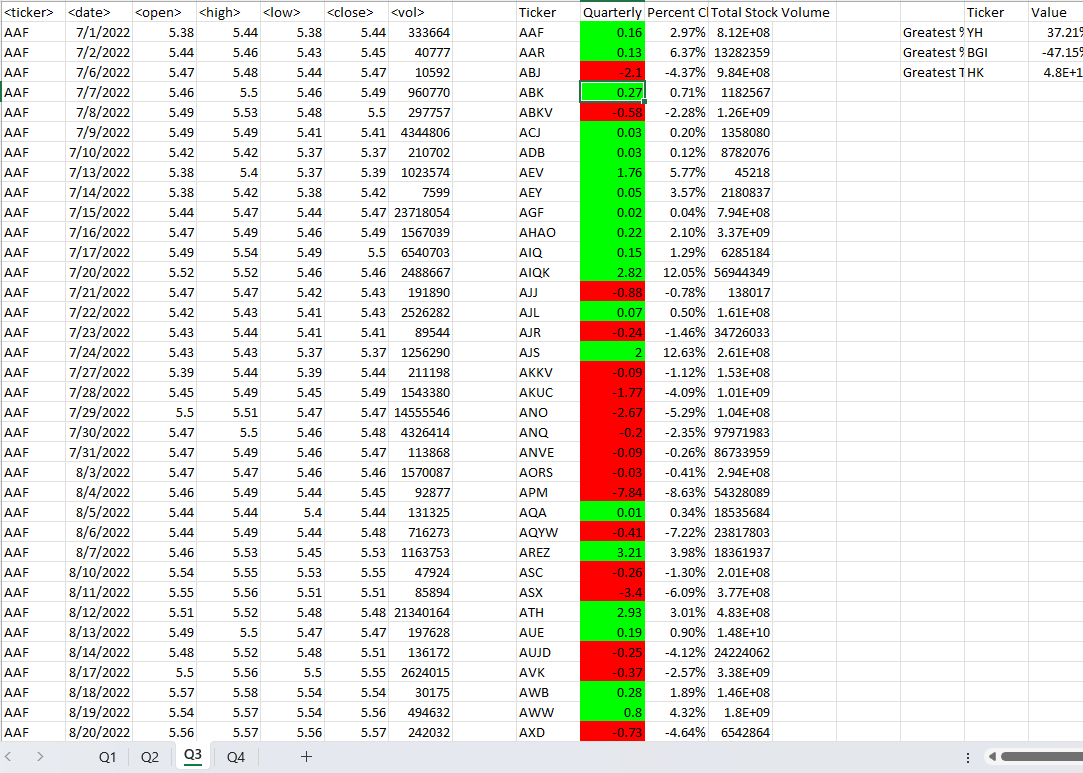 <ticker> <date> <open> <high> <low> <close> <vol> Ticker Quarterly Percent Cl Total Stock Volume Ticker Value
AAF 7/1/2022 5.38 5.44 5.38 5.44 333664 AAF 0.16 2.97% 8.12E+08 Greatest % YH 37.21%
AAF 7/2/2022 5.44 5.46 5.43 5.45 40777 AAR 0.13 6.37% 13282359 Greatest % BGI -47.15%
AAF 7/6/2022 5.47 5.48 5.44 5.47 10592 ABJ -2.1 -4.37% 9.84E+08 Greatest T HK 4.8E+1
AAF 7/7/2022 5.46 5.5 5.46 5.49 960770 ABK 0.27 0.71% 1182567
AAF 7/8/2022 5.49 5.53 5.48 5.5 297757 ABKV -0.58 -2.28% 1.26E+09
AAF 7/9/2022 5.49 5.49 5.41 5.41 4344806 ACJ 0.03 0.20% 1358080
AAF 7/10/2022 5.42 5.42 5.37 5.37 210702 ADB 0.03 0.12% 8782076
AAF 7/13/2022 5.38 5.4 5.37 5.39 1023574 AEV 1.76 5.77% 45218
AAF 7/14/2022 5.38 5.42 5.38 5.42 7599 AEY 0.05 3.57% 2180837
AAF 7/15/2022 5.44 5.47 5.44 5.47 23718054 AGF 0.02 0.04% 7.94E+08
AAF 7/16/2022 5.47 5.49 5.46 5.49 1567039 AHAO 0.22 2.10% 3.37E+09
AAF 7/17/2022 5.49 5.54 5.49 5.5 6540703 AIQ 0.15 1.29% 6285184
AAF 7/20/2022 5.52 5.52 5.46 5.46 2488667 AIQK 2.82 12.05% 56944349
AAF 7/21/2022 5.47 5.47 5.42 5.43 191890 AJJ -0.88 -0.78% 138017
AAF 7/22/2022 5.42 5.43 5.41 5.43 2526282 AJL 0.07 0.50% 1.61E+08
AAF 7/23/2022 5.43 5.44 5.41 5.41 89544 AJR -0.24 -1.46% 34726033
AAF 7/24/2022 5.43 5.43 5.37 5.37 1256290 AJS 2 12.63% 2.61E+08
AAF 7/27/2022 5.39 5.44 5.39 5.44 211198 AKKV -0.09 -1.12% 1.53E+08
AAF 7/28/2022 5.45 5.49 5.45 5.49 1543380 AKUC -1.77 -4.09% 1.01E+09
AAF 7/29/2022 5.5 5.51 5.47 5.47 14555546 ANO -2.67 -5.29% 1.04E+08
AAF 7/30/2022 5.47 5.5 5.46 5.48 4326414 ANQ -0.2 -2.35% 97971983
AAF 7/31/2022 5.47 5.49 5.46 5.47 113868 ANVE -0.09 -0.26% 86733959
AAF 8/3/2022 5.47 5.47 5.44 5.46 1570087 AORS -0.03 -0.41% 2.94E+08
AAF 8/4/2022 5.46 5.49 5.44 5.45 92877 APM -7.84 -8.63% 54328089
AAF 8/5/2022 5.44 5.44 5.4 5.44 131325 AQA 0.01 0.34% 18535684
AAF 8/6/2022 5.44 5.49 5.44 5.48 716273 AQYW -0.41 -7.22% 23817803
AAF 8/7/2022 5.46 5.53 5.45 5.53 1163753 AREZ 3.21 3.98% 18361937
AAF 8/10/2022 5.54 5.55 5.53 5.55 47924 ASC -0.26 -1.30% 2.01E+08
AAF 8/11/2022 5.55 5.56 5.51 5.51 85894 ASX -3.4 -6.09% 3.77E+08
AAF 8/12/2022 5.51 5.52 5.48 5.48 21340164 ATH 2.93 3.01% 4.83E+08
AAF 8/13/2022 5.49 5.5 5.47 5.47 197628 AUE 0.19 0.90% 1.48E+10
AAF 8/14/2022 5.48 5.52 5.48 5.51 136172 AUJD -0.25 -4.12% 24224062
AAF 8/17/2022 5.5 5.56 5.5 5.55 2624015 AVK -0.37 -2.57% 3.38E+09
AAF 8/18/2022 5.57 5.58 5.54 5.54 30175 AWB 0.28 1.89% 1.46E+08
AAF 8/19/2022 5.54 5.57 5.54 5.56 494632 AWW 0.8 4.32% 1.8E+09
AAF 8/20/2022 5.56 5.57 5.56 5.57 242032 AXD -0.73 -4.64% 6542864
Q1 Q2 Q3 Q4